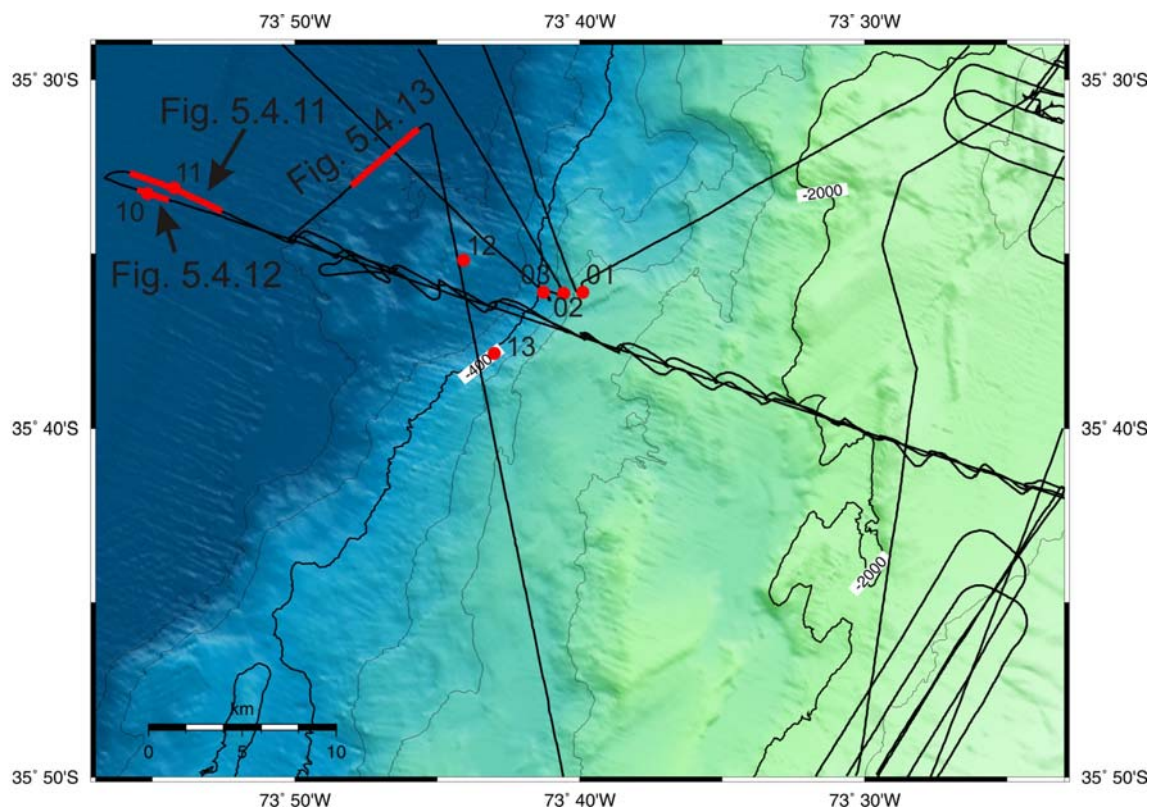 73° 50'W
73° 40'W
73° 30'W
35° 30'S
35° 30'S
Fig. 5.4.11
Fig. 5.4.13
11
10
-2000
Fig. 5.4.12
12
03
01
02
13
-400
35° 40'S
35° 40'S
-2000
km
0
5
10
35° 50'S
35° 50'S
73° 50'W
73° 40'W
73° 30'W